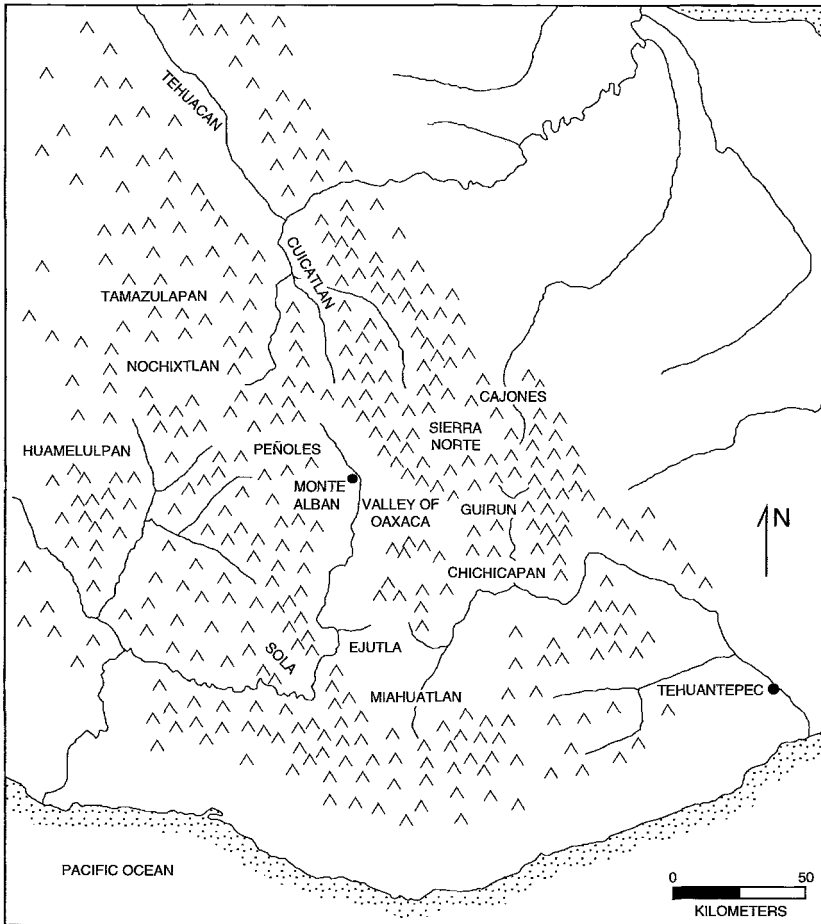 TEHUACAN
CUICATLAN
TAMAZULAPAN
NOCHIXTLAN
CAJONES
SIERRA
NORTE
HUAMELULPAN
PEÑOLES
MONTE
ALBAN
VALLEY OF
OAXACA
GUIRUN
N
CHICHICAPAN
SOLA
EJUTLA
MIAHUATLAN
TEHUANTEPEC
PACIFIC OCEAN
0 50
KILOMETERS